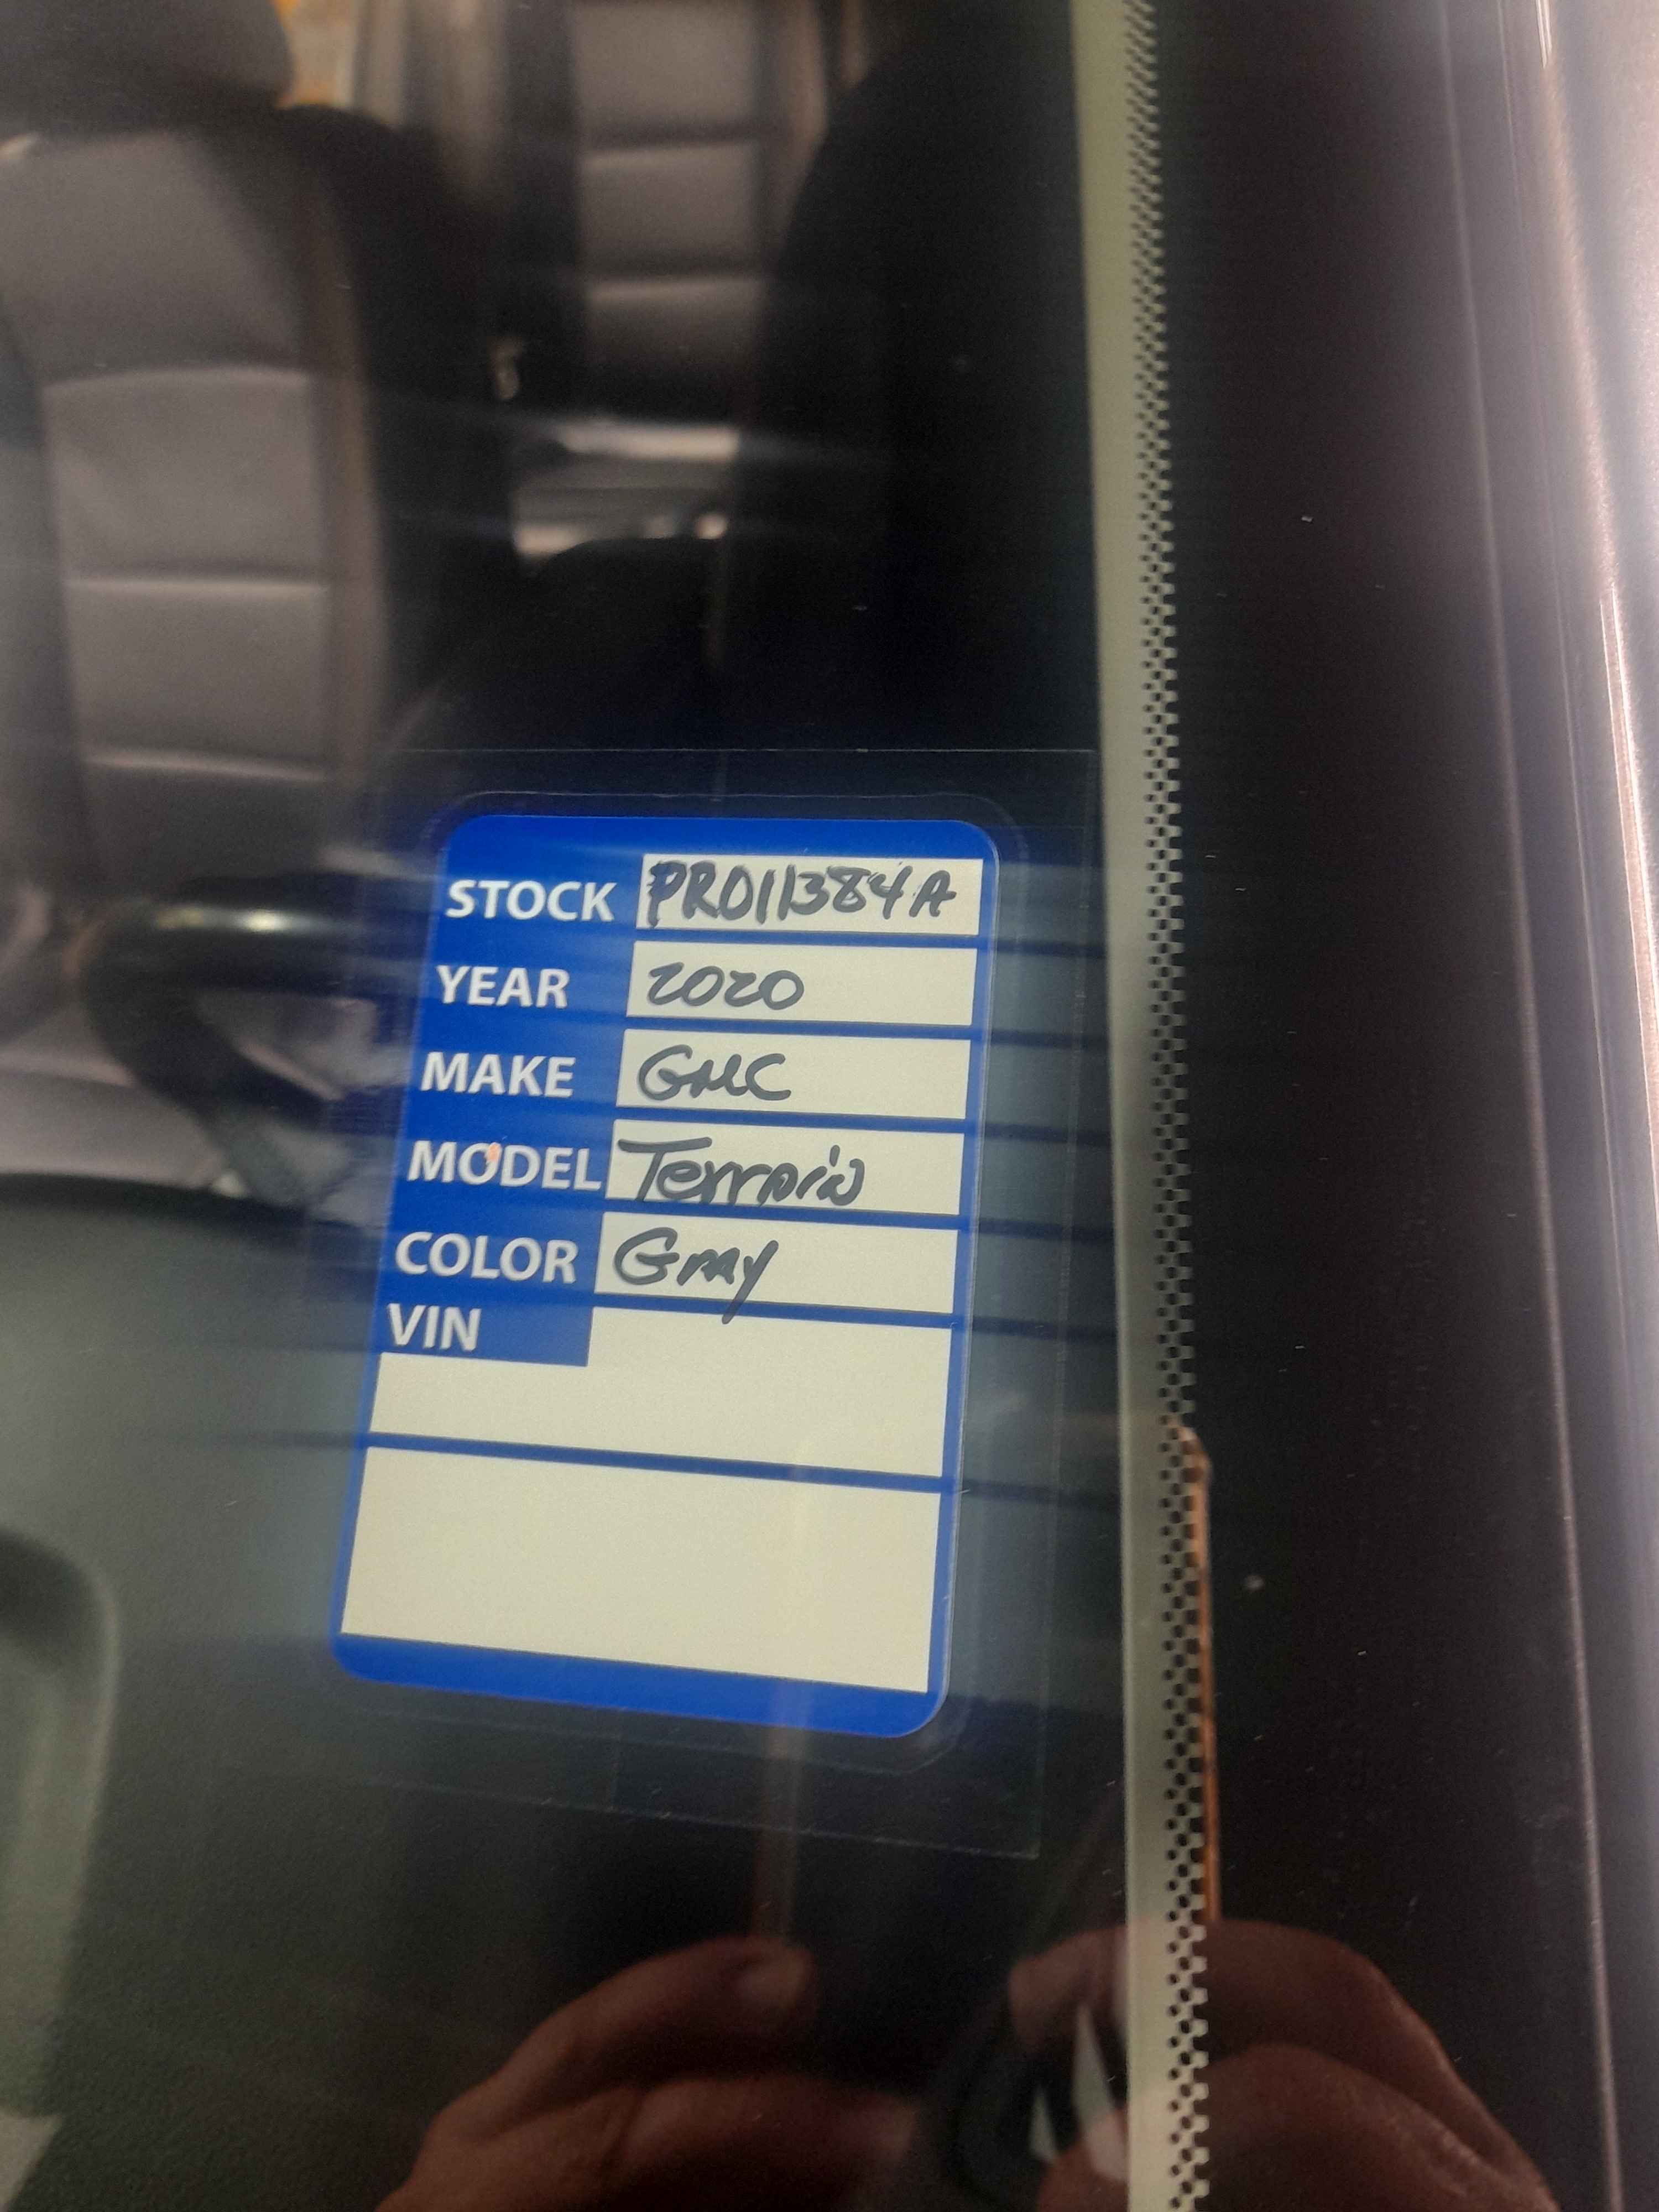 STOCK PR011384A
YEAR 2020
MAKE GMC
MODEL Terrain
COLOR Gray
VIN